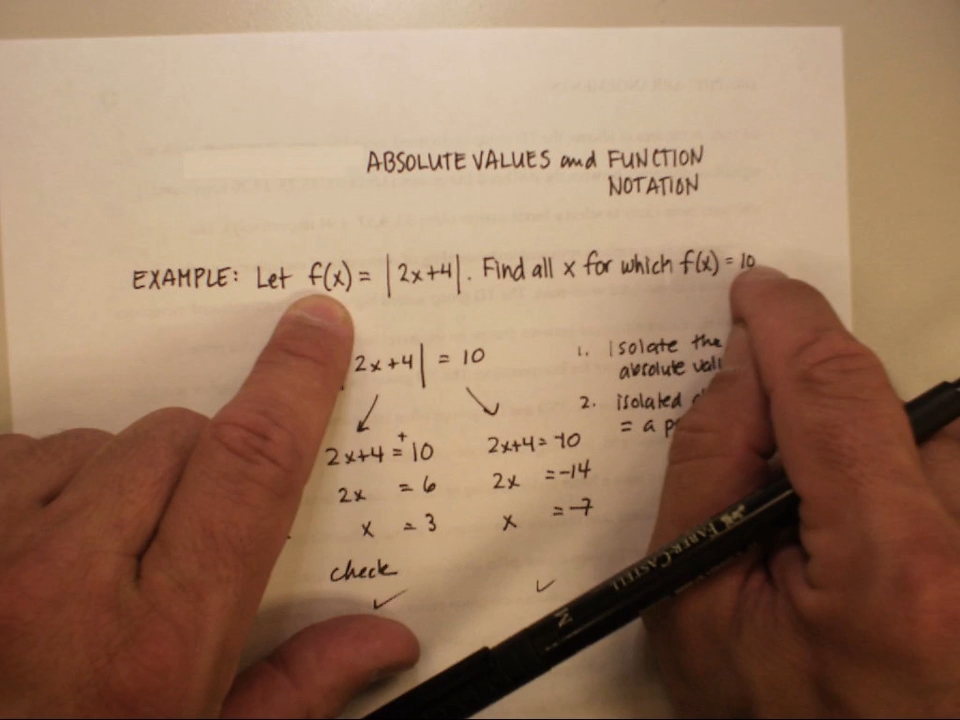 ABSOLUTE VALUES and FUNCTION
NOTATION
EXAMPLE: Let f(x) = |2x+4|. Find all x for which f(x) = 10
2x+4| = 10
1. Isolate the
absolute
2. isolated
= a
2x+4 = +10
2x+4 = -10
2x = 6
2x = -14
x = 3
x = -7
check
✓ ✓
FABER CASTELL
M